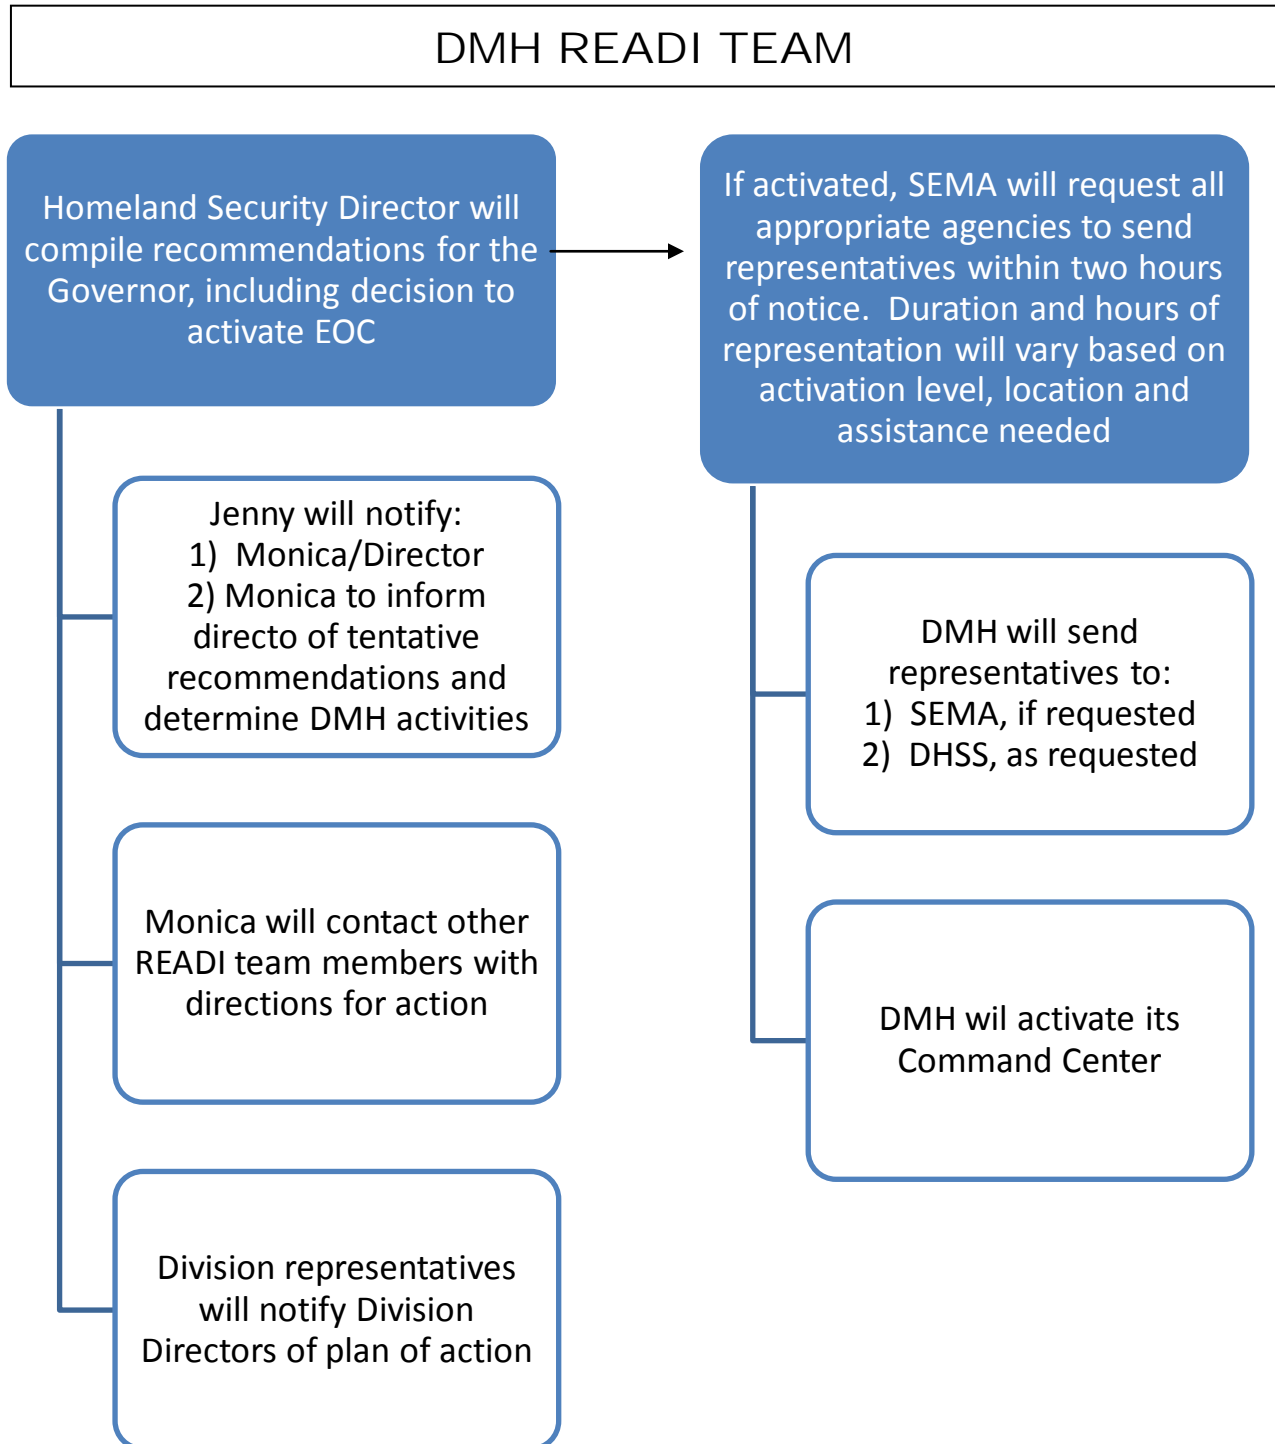 DMH READI TEAM
Homeland Security Director will
compile recommendations for the
Governor, including decision to
activate EOC
Jenny will notify:
1) Monica/Director
2) Monica to inform
directo of tentative
recommendations and
determine DMH activities
Monica will contact other
READI team members with
directions for action
Division representatives
will notify Division
Directors of plan of action
If activated, SEMA will request all
appropriate agencies to send
representatives within two hours
of notice.  Duration and hours of
representation will vary based on
activation level, location and
assistance needed
DMH will send
representatives to:
1)  SEMA, if requested
2)  DHSS, as requested
DMH wil activate its
Command Center